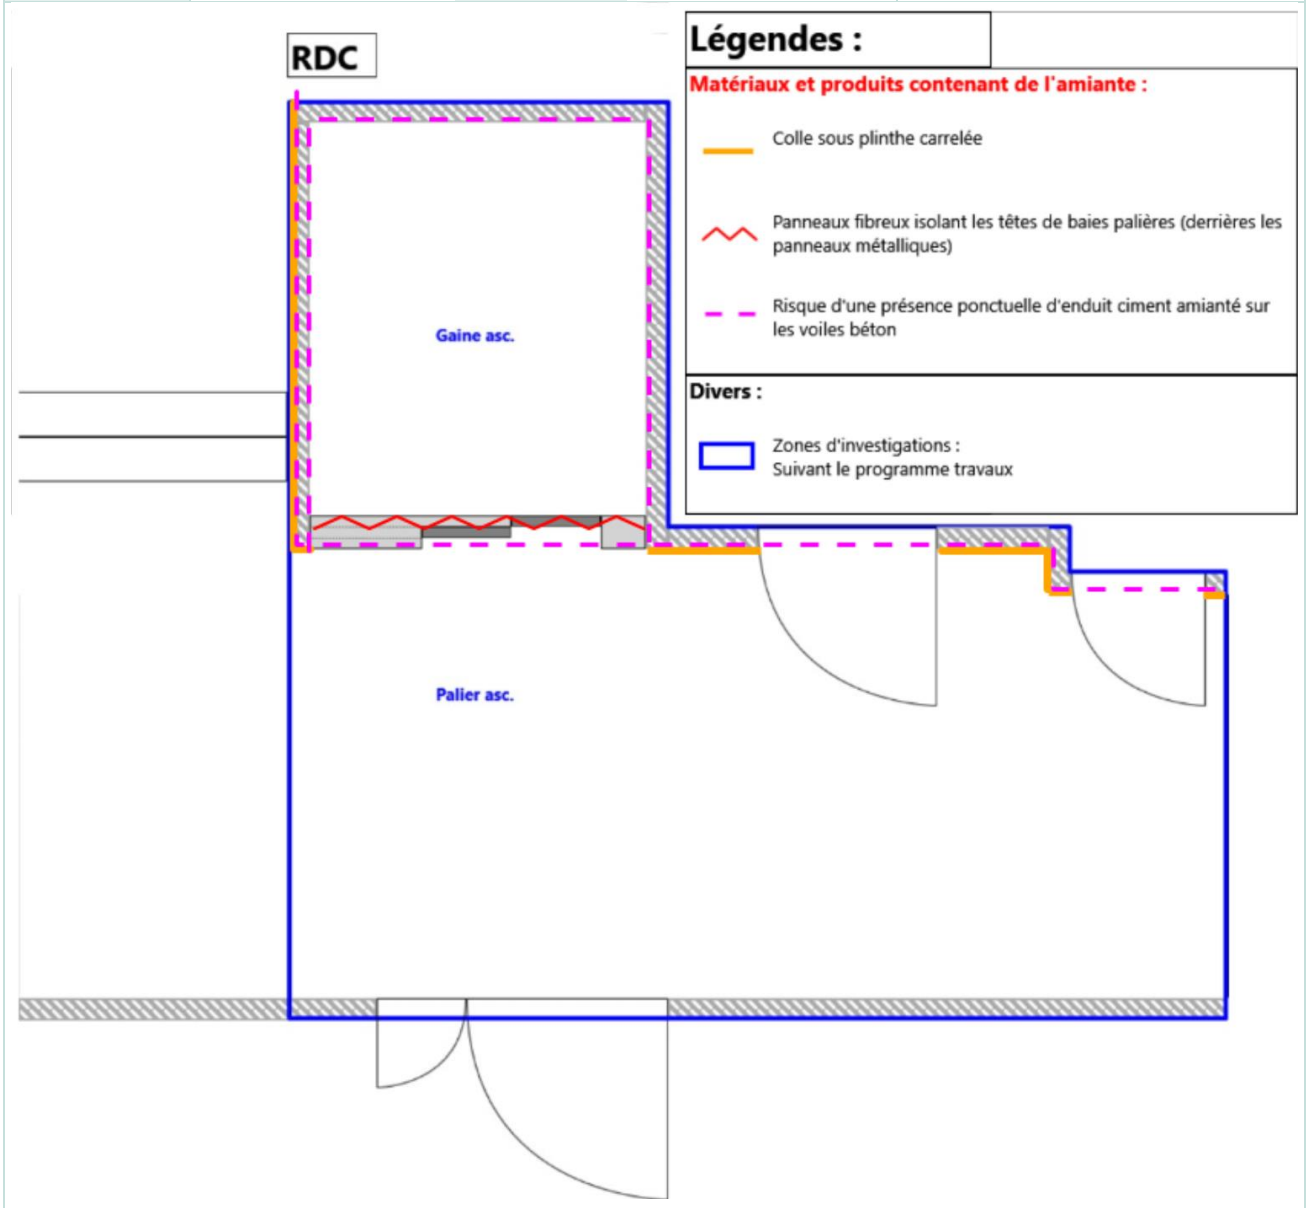 RDC
Légendes :
Matériaux et produits contenant de l'amiante :
Colle sous plinthe carrelée
Panneaux fibreux isolant les têtes de baies palières (derrières les
panneaux métalliques)
Risque d'une présence ponctuelle d'enduit ciment amianté sur
les voiles béton
Divers :
Zones d'investigations :
Suivant le programme travaux
Gaine asc.
Palier asc.